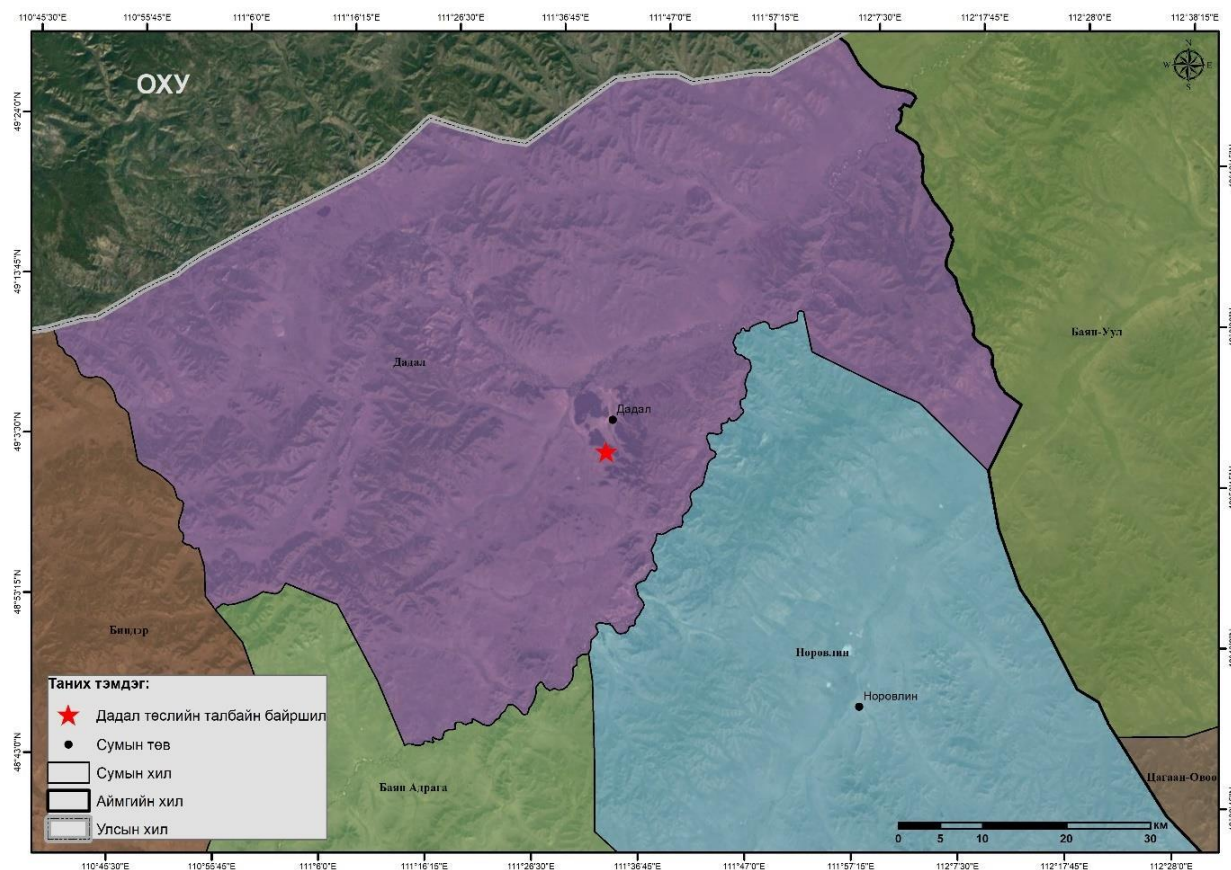 110°45'30"E 110°55'45"E 111°6'0"E 111°16'15"E 111°26'30"E 111°36'45"E 111°47'0"E 111°57'15"E 112°7'30"E 112°17'45"E 112°28'0"E 112°38'15"E
ОХУ
N
W E
S
49°24'0"N
49°13'45"N
Баян-Уул
Дадал
Дадал
49°3'30"N
48°53'15"N
Биндэр
Норовлин
Норовлин
Таних тэмдэг:
Дадал төслийн талбайн байршил
Сумын төв
Сумын хил
Аймгийн хил
Улсын хил
48°43'0"N
Цагаан-Овоо
Баян Адрага
км
0 5 10 20 30
110°45'30"E 110°55'45"E 111°6'0"E 111°16'15"E 111°26'30"E 111°36'45"E 111°47'0"E 111°57'15"E 112°7'30"E 112°17'45"E 112°28'0"E